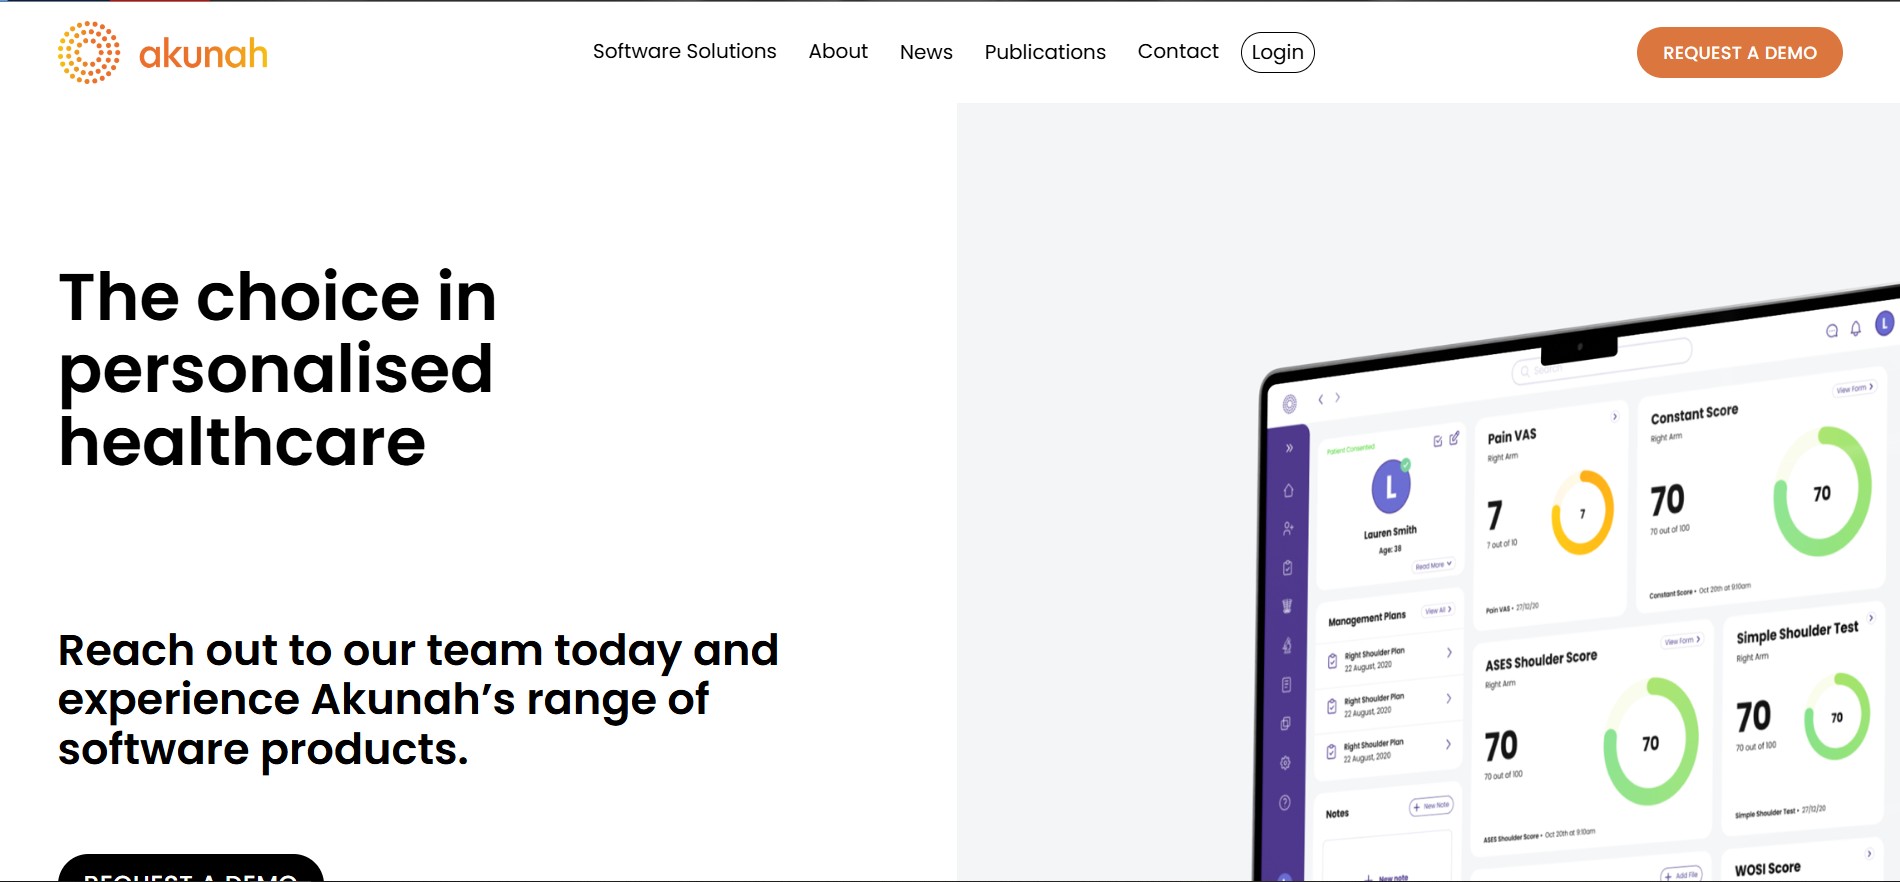 akunah
Software Solutions
About
News
Publications
Contact
Login
REQUEST A DEMO
The choice in
personalised
healthcare
Reach out to our team today and
experience Akunah’s range of
software products.
REQUEST A DEMO
Search
L
Patient Consented
L
Lauren Smith
Age: 38
Read More
Pain VAS
Right Arm
7
7 out of 10
7
Pain VAS • 27/12/20
Constant Score
View Form
Right Arm
70
70 out of 100
70
Constant Score • Oct 20th at 9:10am
Management Plans
View All
Right Shoulder Plan
22 August, 2020
Right Shoulder Plan
22 August, 2020
Right Shoulder Plan
22 August, 2020
ASES Shoulder Score
View Form
Right Arm
70
70 out of 100
70
ASES Shoulder Score • Oct 20th at 9:10am
Simple Shoulder Test
Right Arm
70
70 out of 100
70
Simple Shoulder Test • 27/12/20
Notes
+ New Note
+ New note
+ Add File
WOSI Score